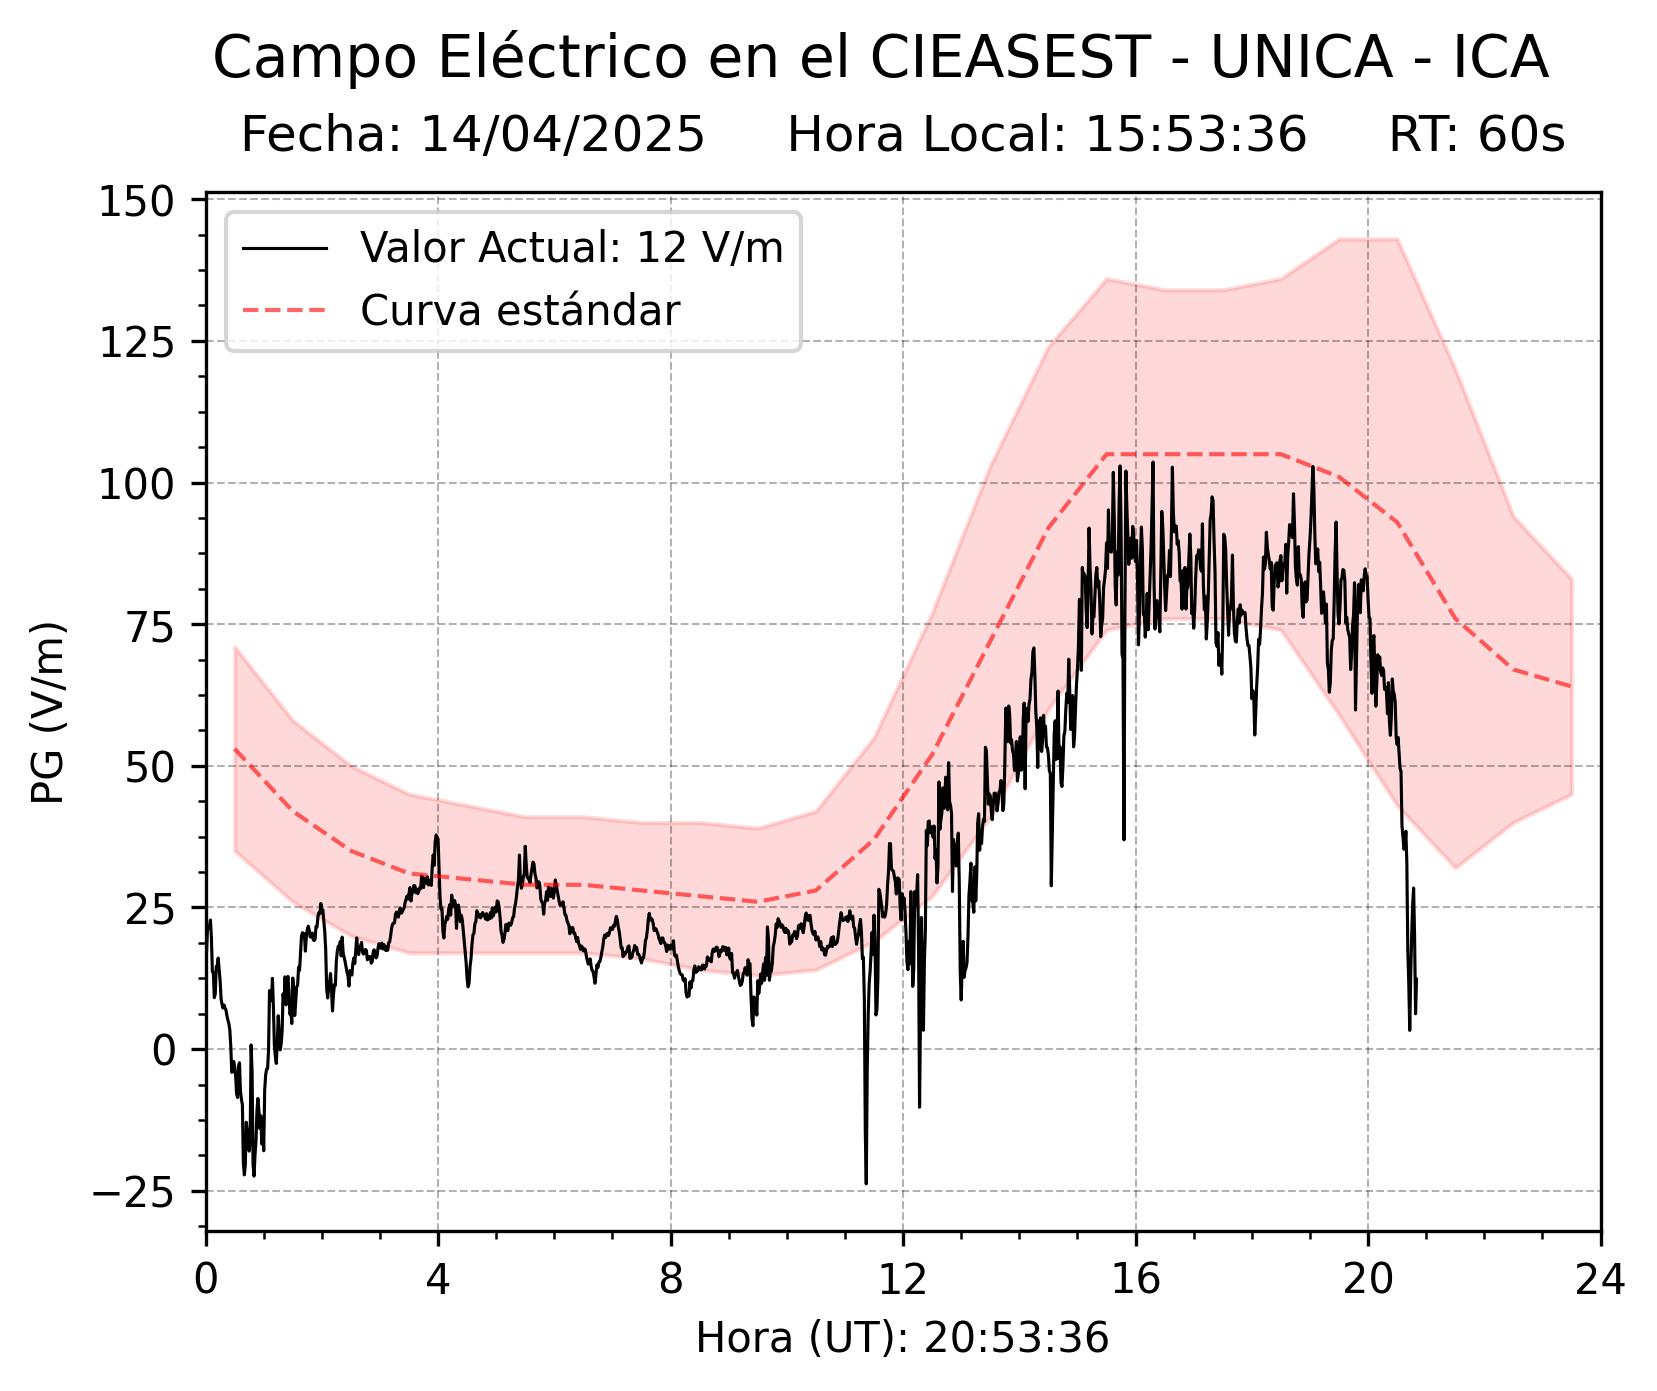 Campo Eléctrico en el CIEASEST - UNICA - ICA
Fecha: 14/04/2025 Hora Local: 15:53:36 RT: 60s
Valor Actual: 12 V/m
Curva estándar
PG (V/m)
150
125
100
75
50
25
0
−25
0 4 8 12 16 20 24
Hora (UT): 20:53:36